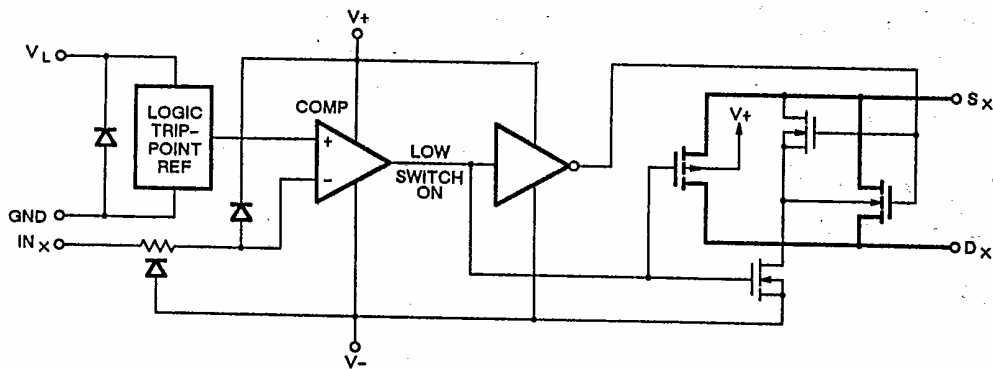 V+
VL
LOGIC
TRIP-
POINT
REF
COMP
+
-
LOW
SWITCH
ON
V+
SX
GND
INX
DX
V-